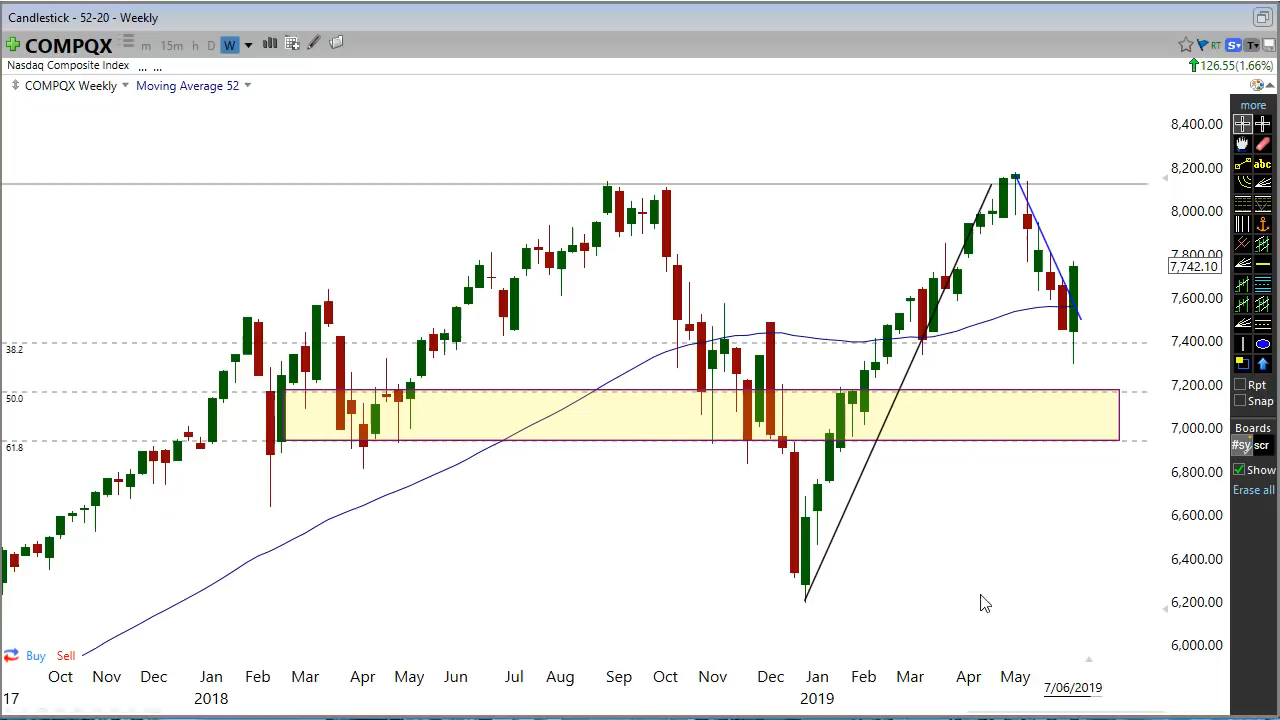 Candlestick - 52-20 - Weekly
COMPQX m 15m h D W
RT S T
Nasdaq Composite Index ... ... 126.55(1.66%)
COMPQX Weekly Moving Average 52
more
abc
8,400.00
8,200.00
8,000.00
7,800.00
7,742.10
7,600.00
7,400.00
7,200.00
7,000.00
6,800.00
6,600.00
6,400.00
6,200.00
6,000.00
38.2
50.0
61.8
Rpt
Snap
Boards
#sy scr
Show
Erase all
Buy Sell
Oct Nov Dec Jan Feb Mar Apr May Jun Jul Aug Sep Oct Nov Dec Jan Feb Mar Apr May 7/06/2019
17 2018 2019